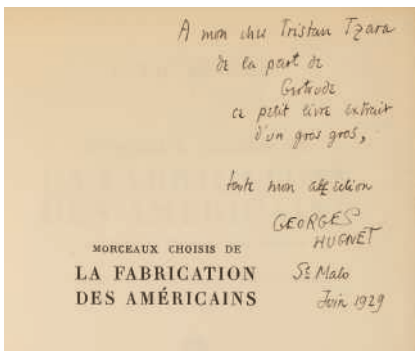 A mon cher Tristan Tzara
de la part de
Gertrude
ce petit livre extrait
d'un gros gros,
toute mon affection
GEORGES
HUGNET
MORCEAUX CHOISIS DE
LA FABRICATION
DES AMÉRICAINS
St Malo
Juin 1929